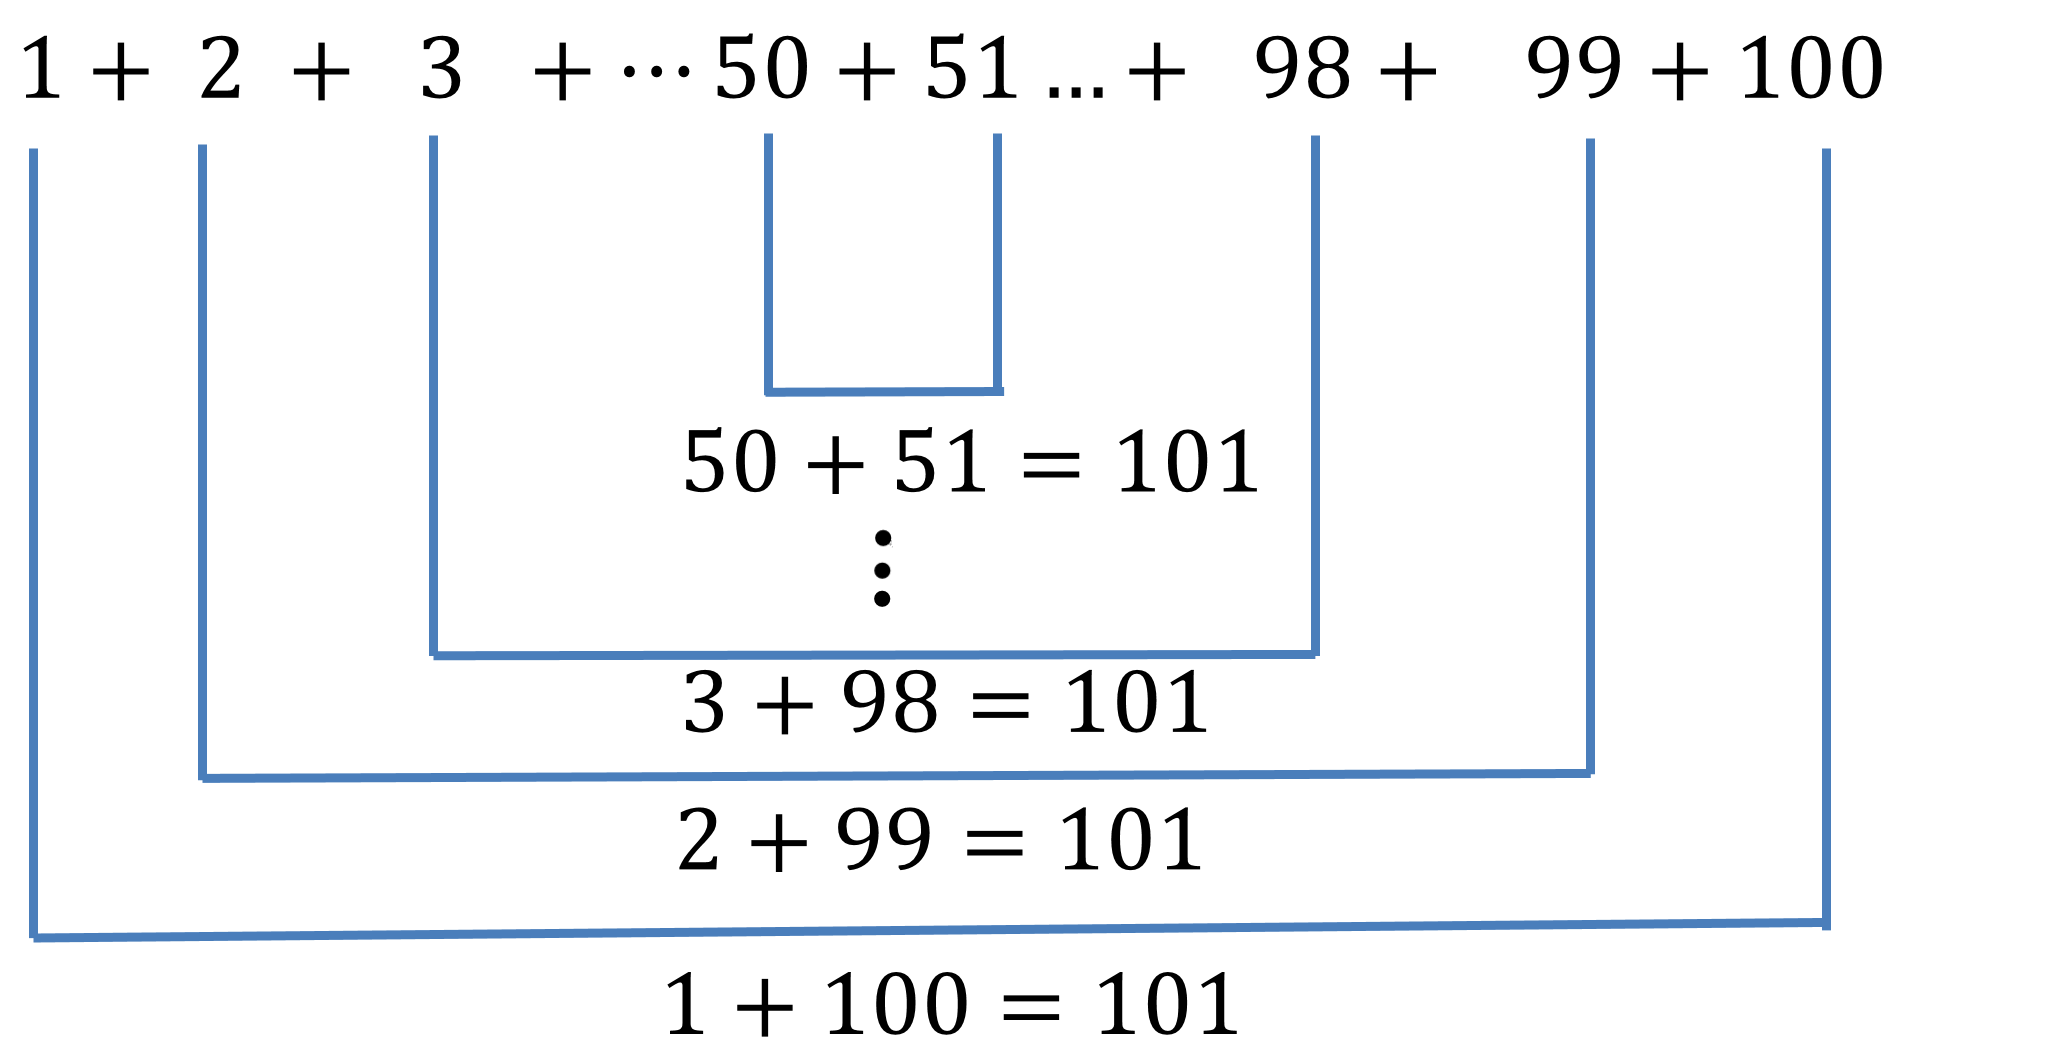 1 + 2 + 3 + ⋯ 50 + 51 ... + 98 + 99 + 100
50 + 51 = 101
⋮
3 + 98 = 101
2 + 99 = 101
1 + 100 = 101